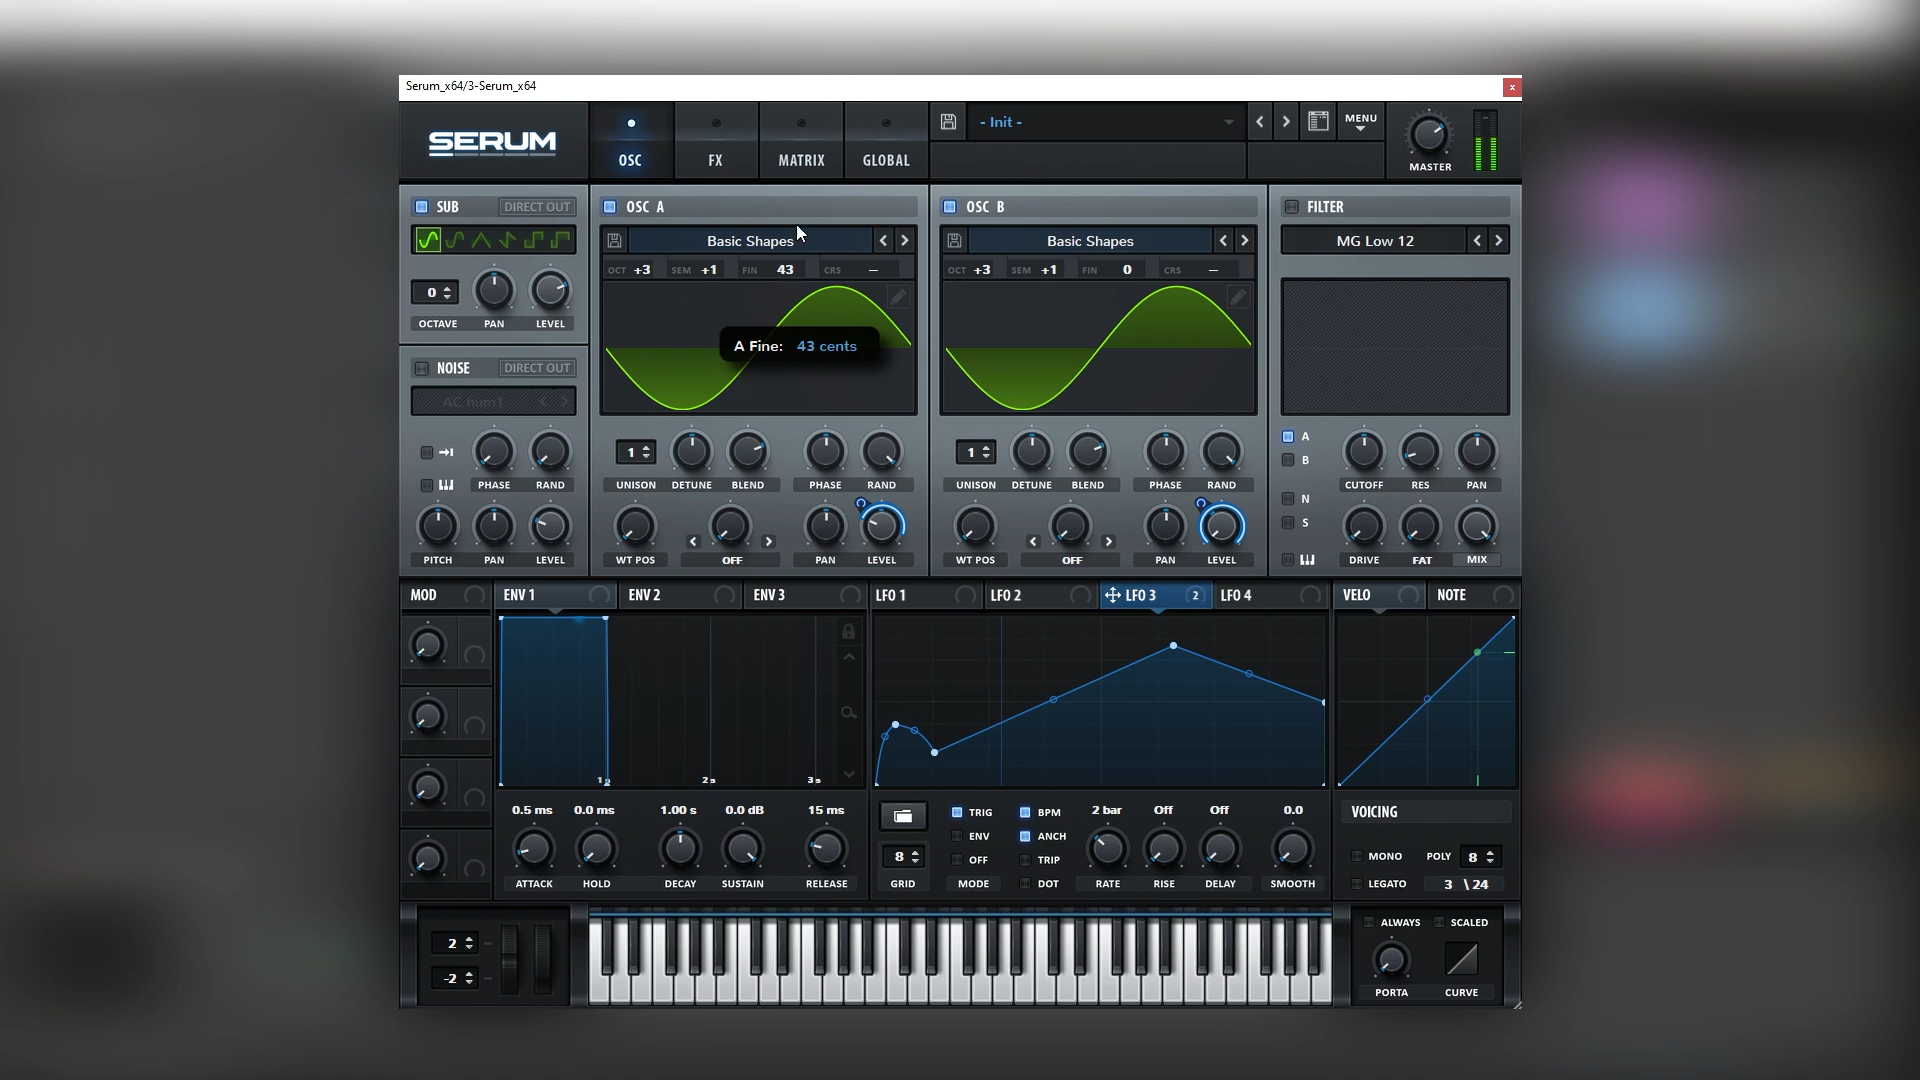 Serum_x64/3-Serum_x64
x
SERUM
OSC
FX
MATRIX
GLOBAL
- Init -
MENU
MASTER
SUB
DIRECT OUT
0
OCTAVE
PAN
LEVEL
NOISE
DIRECT OUT
AC hum1
PHASE
RAND
PITCH
PAN
LEVEL
OSC A
Basic Shapes
OCT +3 SEM +1 FIN 43 CRS –
A Fine: 43 cents
1
UNISON
DETUNE
BLEND
PHASE
RAND
WT POS
OFF
PAN
LEVEL
OSC B
Basic Shapes
OCT +3 SEM +1 FIN 0 CRS –
1
UNISON
DETUNE
BLEND
PHASE
RAND
WT POS
OFF
PAN
LEVEL
FILTER
MG Low 12
A
B
N
S
CUTOFF
RES
PAN
DRIVE
FAT
MIX
MOD
ENV 1
ENV 2
ENV 3
LFO 1
LFO 2
LFO 3
2
LFO 4
VELO
NOTE
1s
2s
3s
0.5 ms
0.0 ms
1.00 s
0.0 dB
15 ms
ATTACK
HOLD
DECAY
SUSTAIN
RELEASE
8
GRID
TRIG
ENV
OFF
MODE
BPM
ANCH
TRIP
DOT
2 bar
Off
Off
0.0
RATE
RISE
DELAY
SMOOTH
VOICING
MONO
POLY
8
LEGATO
3 \ 24
2
-2
ALWAYS
SCALED
PORTA
CURVE